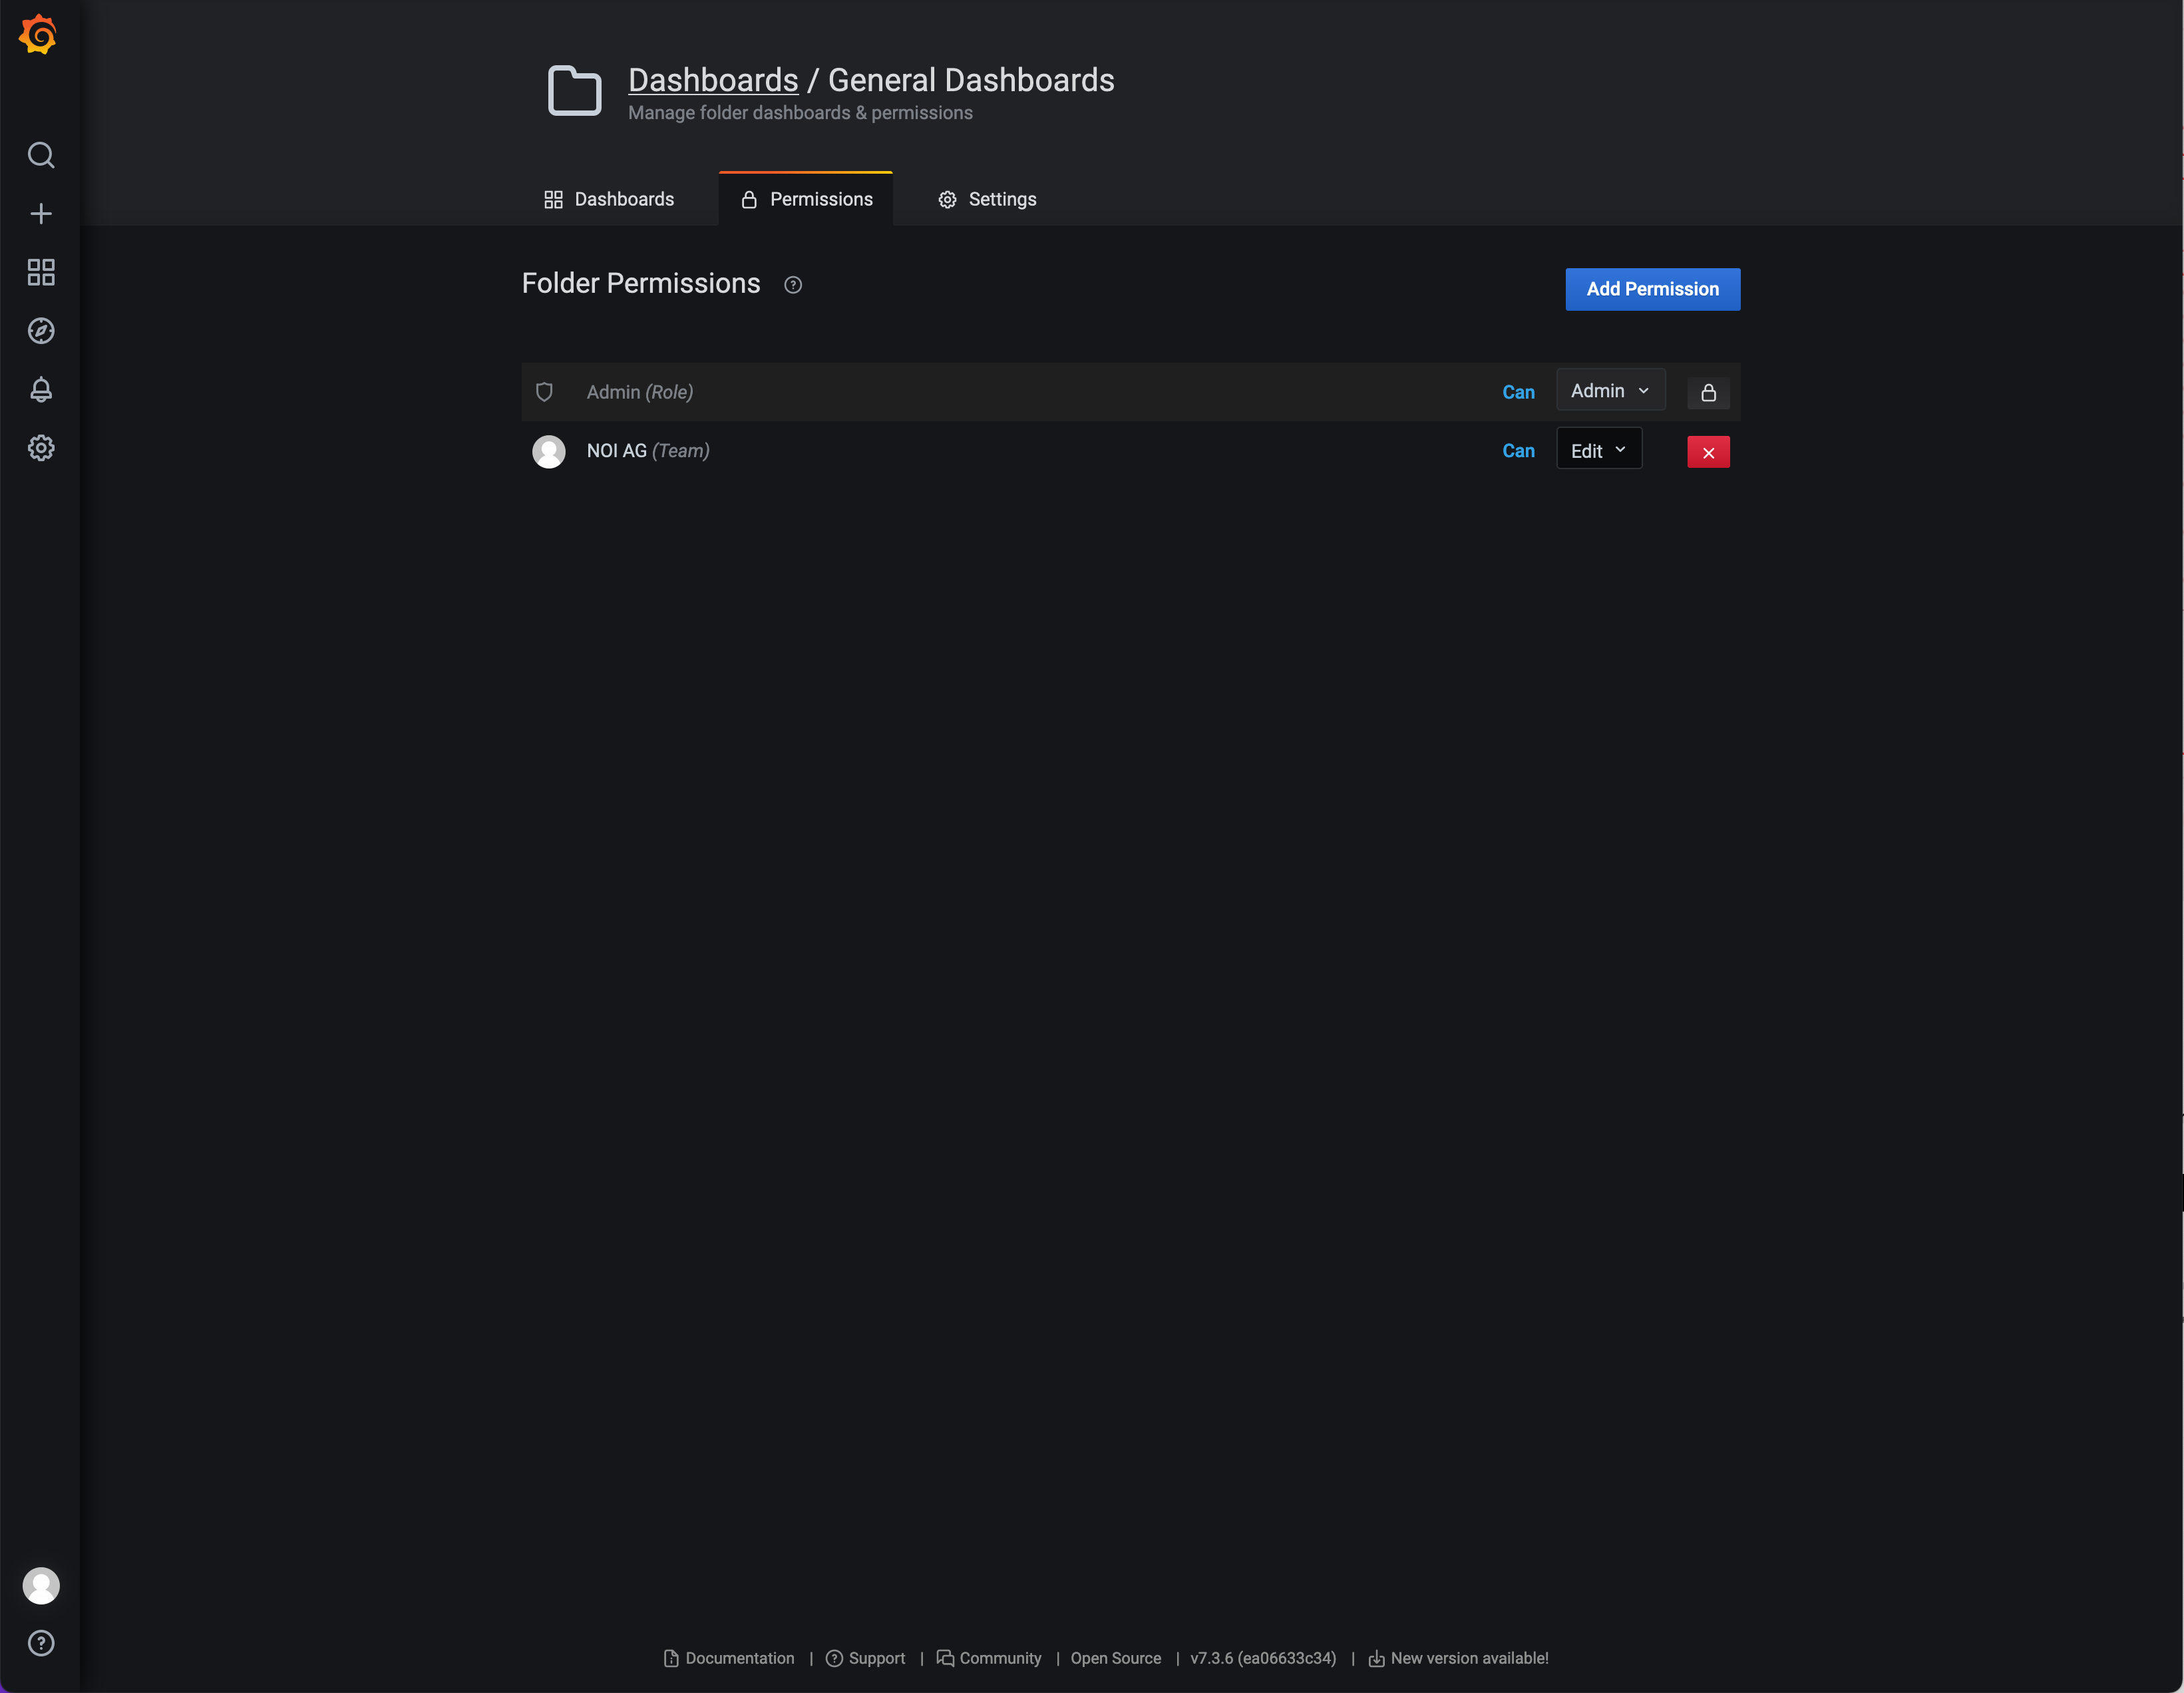 Dashboards / General Dashboards
Manage folder dashboards & permissions
Dashboards Permissions Settings
Folder Permissions
Add Permission
Admin (Role) Can Admin
NOI AG (Team) Can Edit
Documentation | Support | Community | Open Source | v7.3.6 (ea06633c34) | New version available!